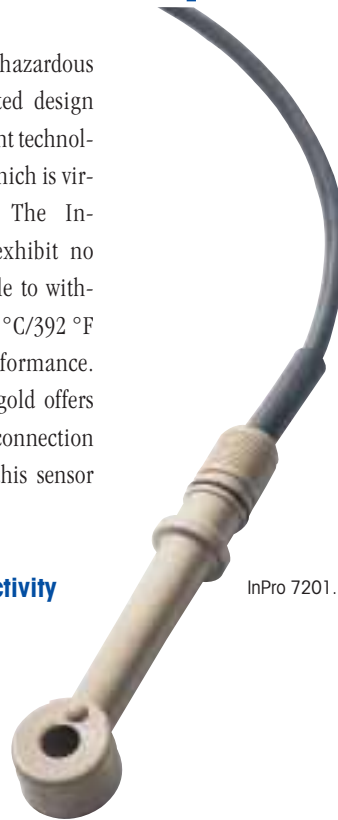 hazardous
ted design
nt technol-
hich is vir-
The In-
exhibit no
le to with-
°C/392 °F
formance.
gold offers
connection
his sensor
ctivity
InPro 7201.